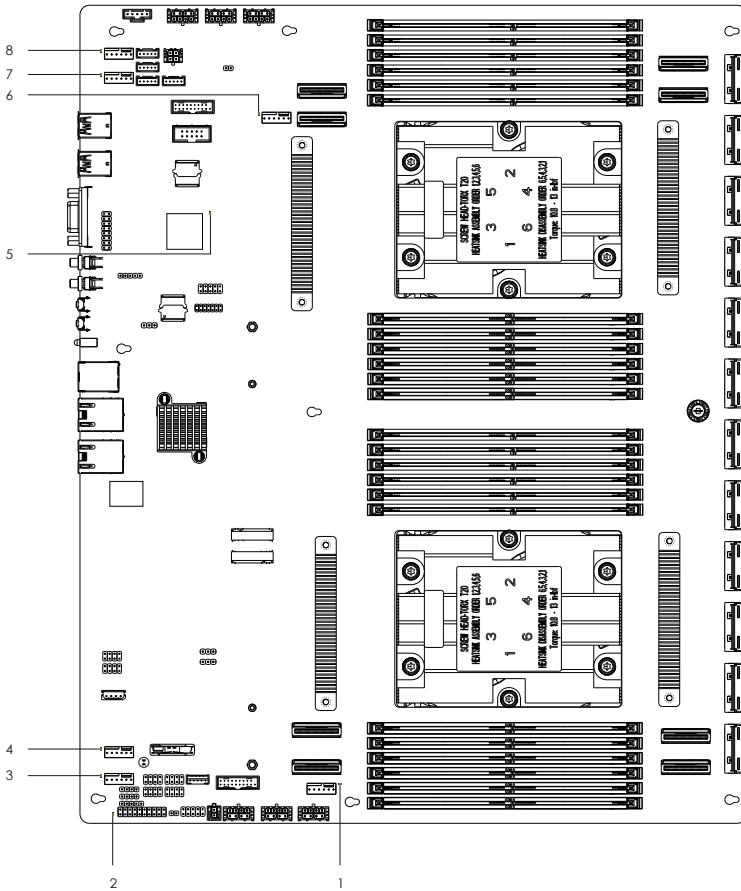 8
7
6
5
SCREW HEAD-TORX T20
HEATSINK ASSEMBLY ORDER 1,2,3,4,5,6
3 5
1 6 4 2
HEATSINK DISASSEMBLY ORDER 6,5,4,3,2,1
Torque: 10.8 - 13 in-lbf
SCREW HEAD-TORX T20
HEATSINK ASSEMBLY ORDER 1,2,3,4,5,6
3 5
1 6 4 2
HEATSINK DISASSEMBLY ORDER 6,5,4,3,2,1
Torque: 10.8 - 13 in-lbf
4
3
2
1